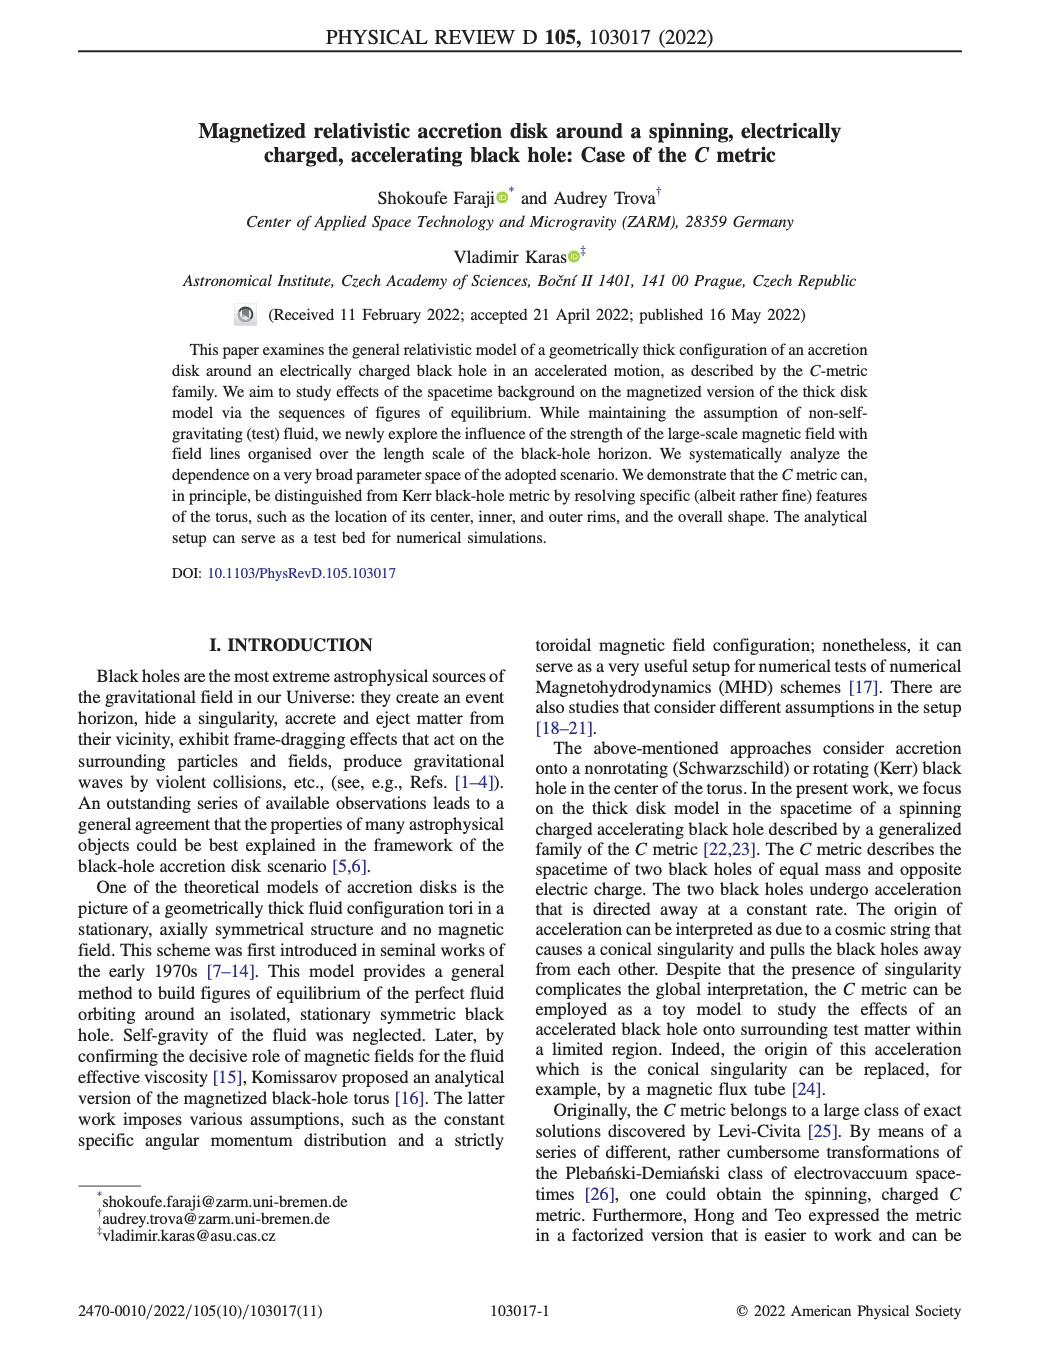 PHYSICAL REVIEW D 105, 103017 (2022)
Magnetized relativistic accretion disk around a spinning, electrically
charged, accelerating black hole: Case of the C metric
Shokoufe Faraji * and Audrey Trova†
Center of Applied Space Technology and Microgravity (ZARM), 28359 Germany
Vladimir Karas ‡
Astronomical Institute, Czech Academy of Sciences, Boční II 1401, 141 00 Prague, Czech Republic
(Received 11 February 2022; accepted 21 April 2022; published 16 May 2022)
This paper examines the general relativistic model of a geometrically thick configuration of an accretion
disk around an electrically charged black hole in an accelerated motion, as described by the C-metric
family. We aim to study effects of the spacetime background on the magnetized version of the thick disk
model via the sequences of figures of equilibrium. While maintaining the assumption of non-self-
gravitating (test) fluid, we newly explore the influence of the strength of the large-scale magnetic field with
field lines organised over the length scale of the black-hole horizon. We systematically analyze the
dependence on a very broad parameter space of the adopted scenario. We demonstrate that the C metric can,
in principle, be distinguished from Kerr black-hole metric by resolving specific (albeit rather fine) features
of the torus, such as the location of its center, inner, and outer rims, and the overall shape. The analytical
setup can serve as a test bed for numerical simulations.
DOI: 10.1103/PhysRevD.105.103017
I. INTRODUCTION
Black holes are the most extreme astrophysical sources of
the gravitational field in our Universe: they create an event
horizon, hide a singularity, accrete and eject matter from
their vicinity, exhibit frame-dragging effects that act on the
surrounding particles and fields, produce gravitational
waves by violent collisions, etc., (see, e.g., Refs. [1–4]).
An outstanding series of available observations leads to a
general agreement that the properties of many astrophysical
objects could be best explained in the framework of the
black-hole accretion disk scenario [5,6].
One of the theoretical models of accretion disks is the
picture of a geometrically thick fluid configuration tori in a
stationary, axially symmetrical structure and no magnetic
field. This scheme was first introduced in seminal works of
the early 1970s [7–14]. This model provides a general
method to build figures of equilibrium of the perfect fluid
orbiting around an isolated, stationary symmetric black
hole. Self-gravity of the fluid was neglected. Later, by
confirming the decisive role of magnetic fields for the fluid
effective viscosity [15], Komissarov proposed an analytical
version of the magnetized black-hole torus [16]. The latter
work imposes various assumptions, such as the constant
specific angular momentum distribution and a strictly
*shokoufe.faraji@zarm.uni-bremen.de
†audrey.trova@zarm.uni-bremen.de
‡vladimir.karas@asu.cas.cz
toroidal magnetic field configuration; nonetheless, it can
serve as a very useful setup for numerical tests of numerical
Magnetohydrodynamics (MHD) schemes [17]. There are
also studies that consider different assumptions in the setup
[18–21].
The above-mentioned approaches consider accretion
onto a nonrotating (Schwarzschild) or rotating (Kerr) black
hole in the center of the torus. In the present work, we focus
on the thick disk model in the spacetime of a spinning
charged accelerating black hole described by a generalized
family of the C metric [22,23]. The C metric describes the
spacetime of two black holes of equal mass and opposite
electric charge. The two black holes undergo acceleration
that is directed away at a constant rate. The origin of
acceleration can be interpreted as due to a cosmic string that
causes a conical singularity and pulls the black holes away
from each other. Despite that the presence of singularity
complicates the global interpretation, the C metric can be
employed as a toy model to study the effects of an
accelerated black hole onto surrounding test matter within
a limited region. Indeed, the origin of this acceleration
which is the conical singularity can be replaced, for
example, by a magnetic flux tube [24].
Originally, the C metric belongs to a large class of exact
solutions discovered by Levi-Civita [25]. By means of a
series of different, rather cumbersome transformations of
the Plebański-Demiański class of electrovaccuum space-
times [26], one could obtain the spinning, charged C
metric. Furthermore, Hong and Teo expressed the metric
in a factorized version that is easier to work and can be
2470-0010/2022/105(10)/103017(11)
103017-1
© 2022 American Physical Society